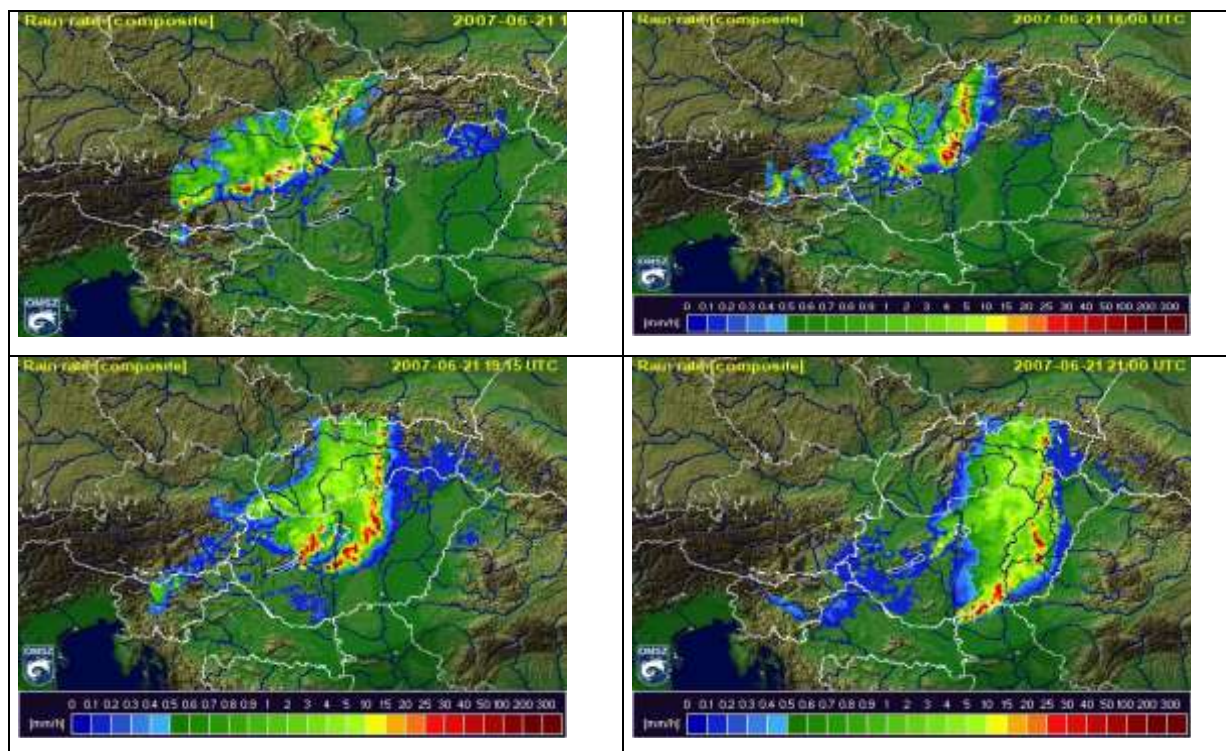 Rain rate [composite] 2007-06-21 1
OMSZ
Rain rate [composite] 2007-06-21 18:00 UTC
OMSZ
0 0.1 0.2 0.3 0.4 0.5 0.6 0.7 0.8 0.9 1 2 3 4 5 10 15 20 25 30 40 50 100 200 300
[mm/h]
Rain rate [composite] 2007-06-21 19:15 UTC
OMSZ
0 0.1 0.2 0.3 0.4 0.5 0.6 0.7 0.8 0.9 1 2 3 4 5 10 15 20 25 30 40 50 100 200 300
[mm/h]
Rain rate [composite] 2007-06-21 21:00 UTC
OMSZ
0 0.1 0.2 0.3 0.4 0.5 0.6 0.7 0.8 0.9 1 2 3 4 5 10 15 20 25 30 40 50 100 200 300
[mm/h]